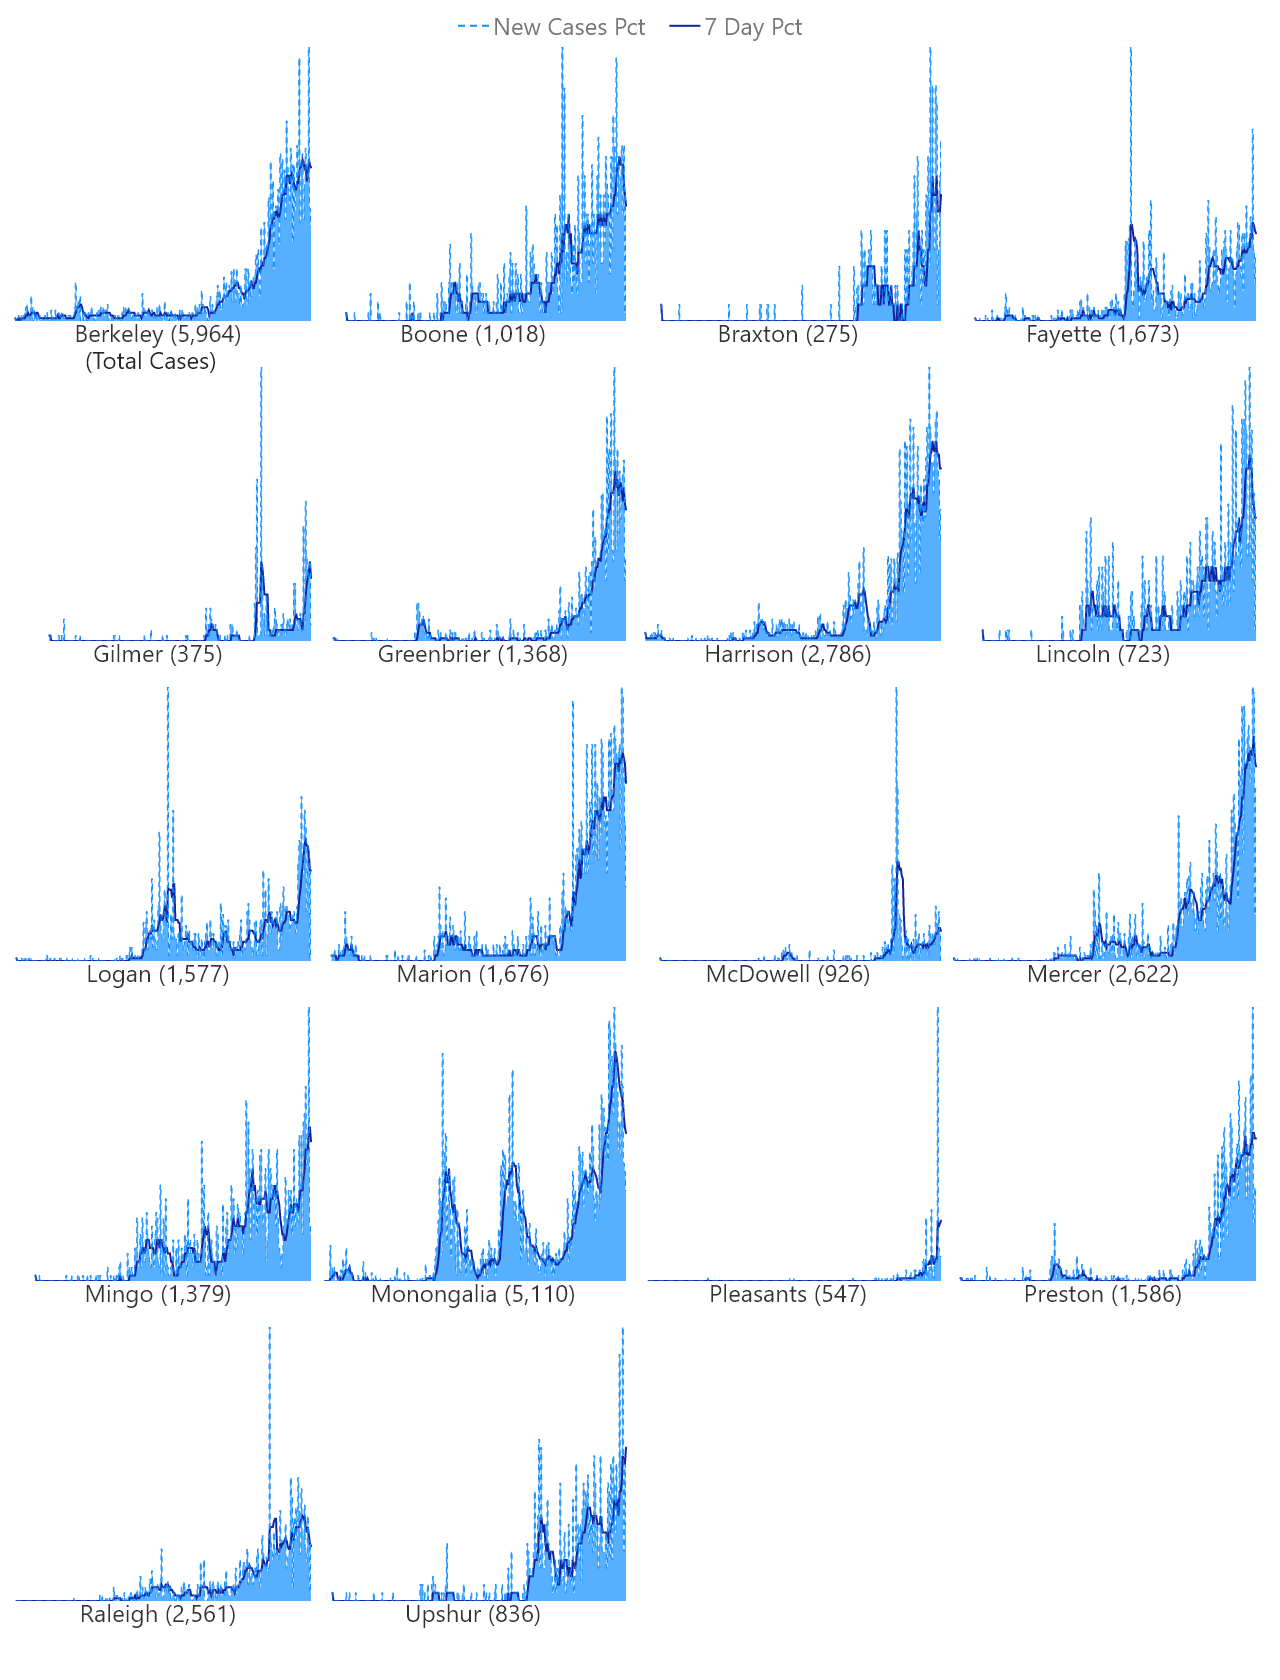 New Cases Pct 7 Day Pct
Berkeley (5,964) Boone (1,018) Braxton (275) Fayette (1,673)
(Total Cases)
Gilmer (375) Greenbrier (1,368) Harrison (2,786) Lincoln (723)
Logan (1,577) Marion (1,676) McDowell (926) Mercer (2,622)
Mingo (1,379) Monongalia (5,110) Pleasants (547) Preston (1,586)
Raleigh (2,561) Upshur (836)